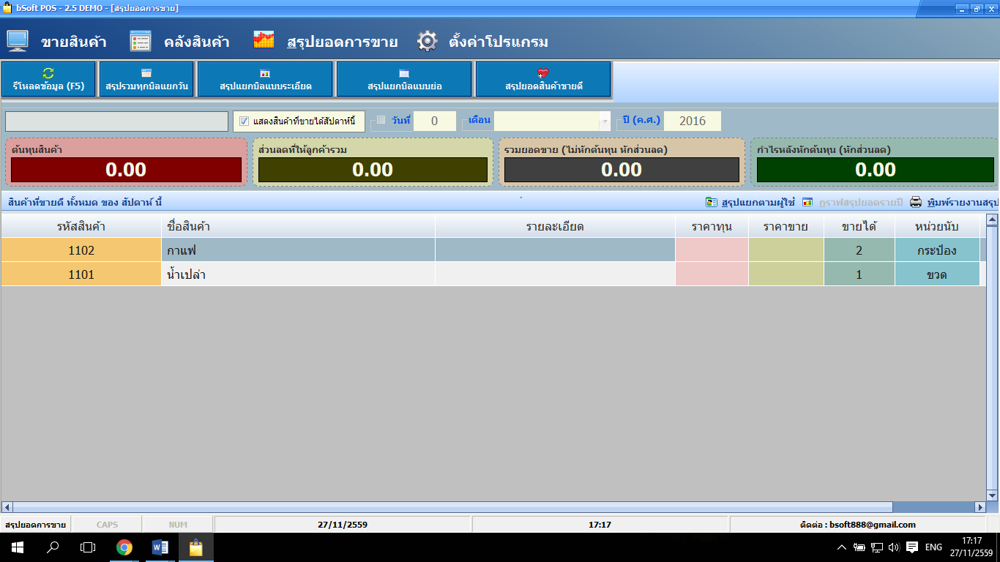 bSoft POS - 2.5 DEMO - [สรุปยอดการขาย]
ขายสินค้า คลังสินค้า สรุปยอดการขาย ตั้งค่าโปรแกรม
รีโหลดข้อมูล (F5) สรุปรวมทุกบิลแยกวัน สรุปแยกบิลแบบระเอียด สรุปแยกบิลแบบย่อ สรุปยอดสินค้าขายดี
แสดงสินค้าที่ขายได้สัปดาห์นี้ วันที่ 0 เดือน ปี (ค.ศ.) 2016
ต้นทุนสินค้า ส่วนลดที่ให้ลูกค้ารวม รวมยอดขาย (ไม่หักต้นทุน หักส่วนลด) กำไรหลังหักต้นทุน (หักส่วนลด)
0.00 0.00 0.00 0.00
สินค้าที่ขายดี ทั้งหมด ของ สัปดาห์ นี้ สรุปแยกตามผู้ใช้ กราฟสรุปยอดรายปี พิมพ์รายงานสรุป
รหัสสินค้า ชื่อสินค้า รายละเอียด ราคาทุน ราคาขาย ขายได้ หน่วยนับ
1102 กาแฟ 2 กระป๋อง
1101 น้ำเปล่า 1 ขวด
สรุปยอดการขาย CAPS NUM 27/11/2559 17:17 ติดต่อ : bsoft888@gmail.com
ENG 17:17
27/11/2559